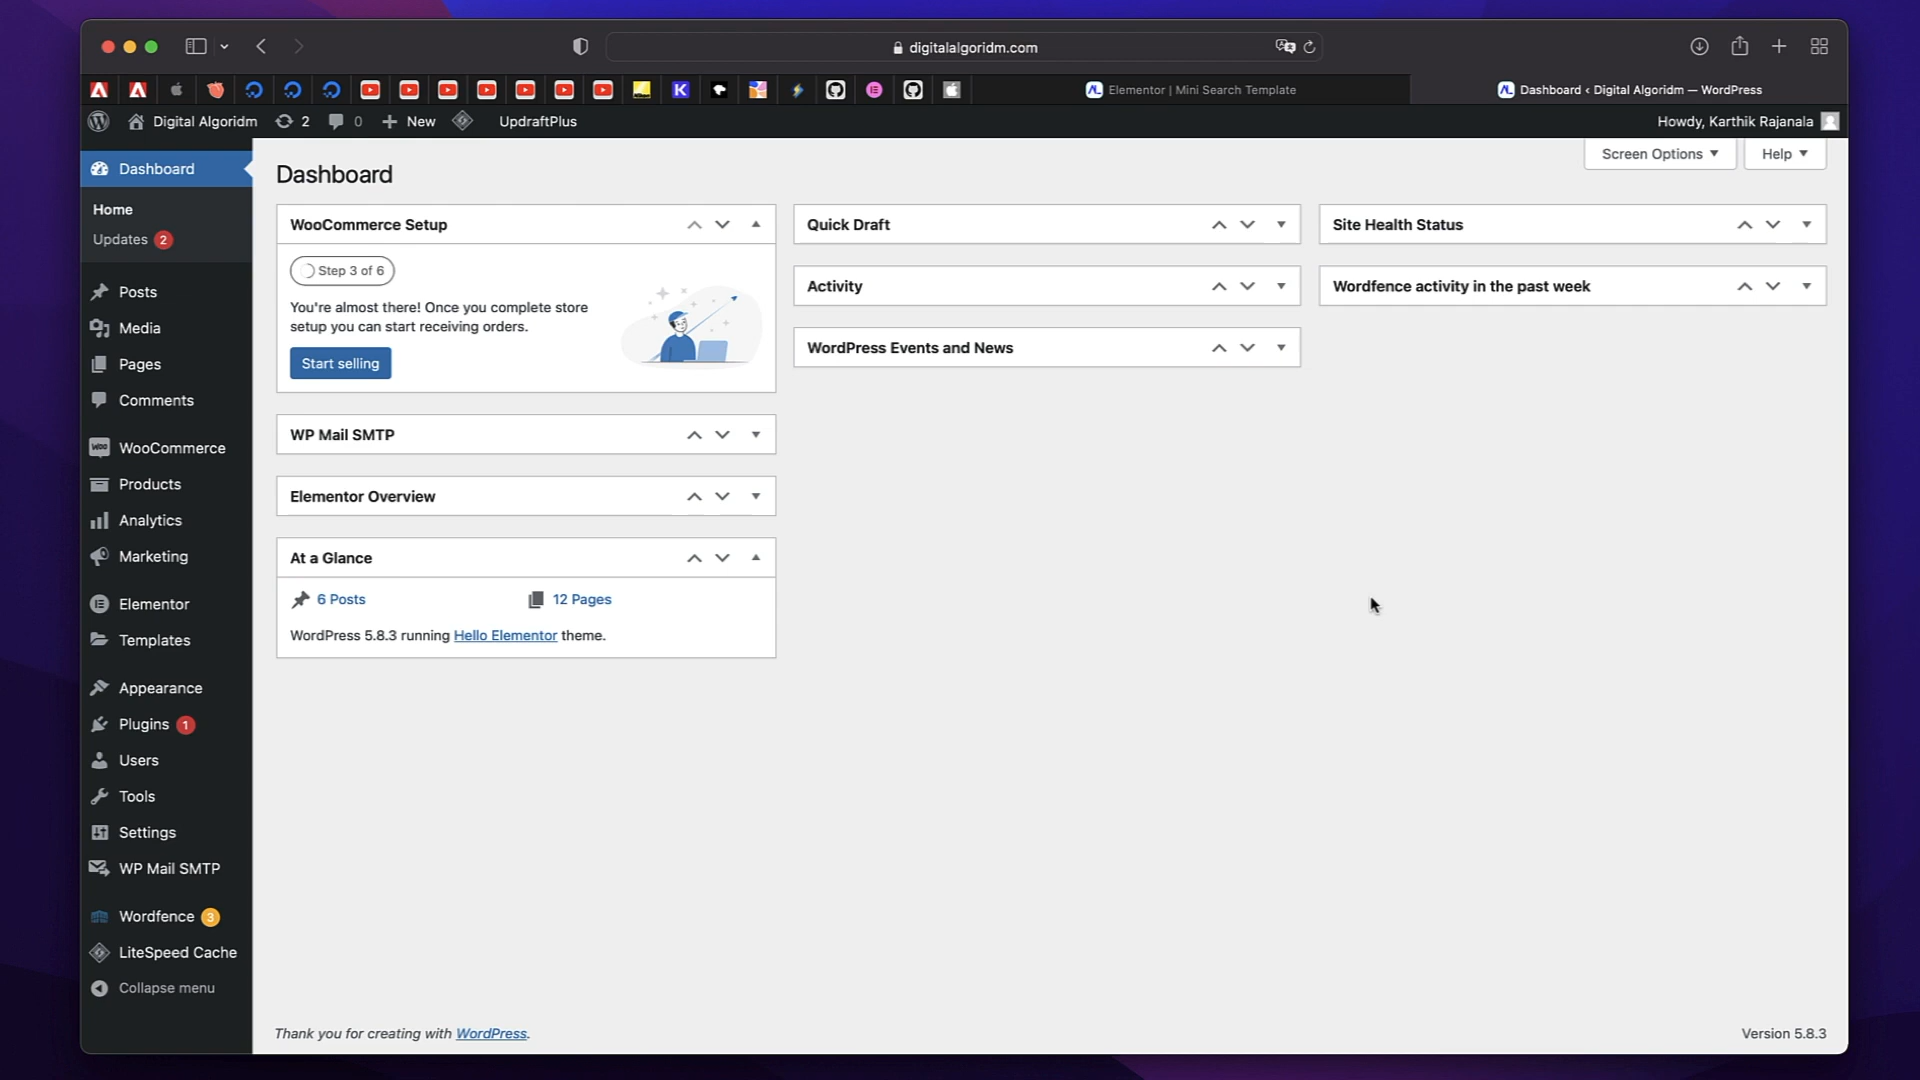 digitalalgoridm.com
Elementor | Mini Search Template
Dashboard < Digital Algoridm — WordPress
Digital Algoridm
2
0
New
UpdraftPlus
Howdy, Karthik Rajanala
Dashboard
Home
Updates 2
Posts
Media
Pages
Comments
WooCommerce
Products
Analytics
Marketing
Elementor
Templates
Appearance
Plugins 1
Users
Tools
Settings
WP Mail SMTP
Wordfence 3
LiteSpeed Cache
Collapse menu
Screen Options
Help
Dashboard
WooCommerce Setup
Step 3 of 6
You're almost there! Once you complete store
setup you can start receiving orders.
Start selling
WP Mail SMTP
Elementor Overview
At a Glance
6 Posts
12 Pages
WordPress 5.8.3 running Hello Elementor theme.
Quick Draft
Activity
WordPress Events and News
Site Health Status
Wordfence activity in the past week
Thank you for creating with WordPress.
Version 5.8.3